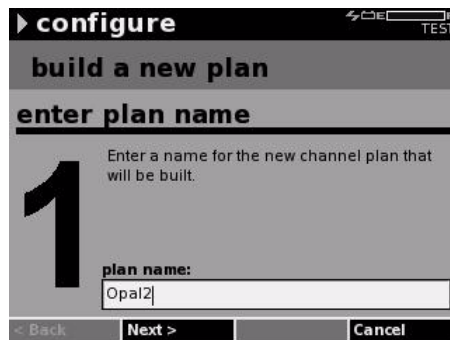 configure
TEST
build a new plan
enter plan name
1
Enter a name for the new channel plan that
will be built.
plan name:
Opal2
< Back Next > Cancel